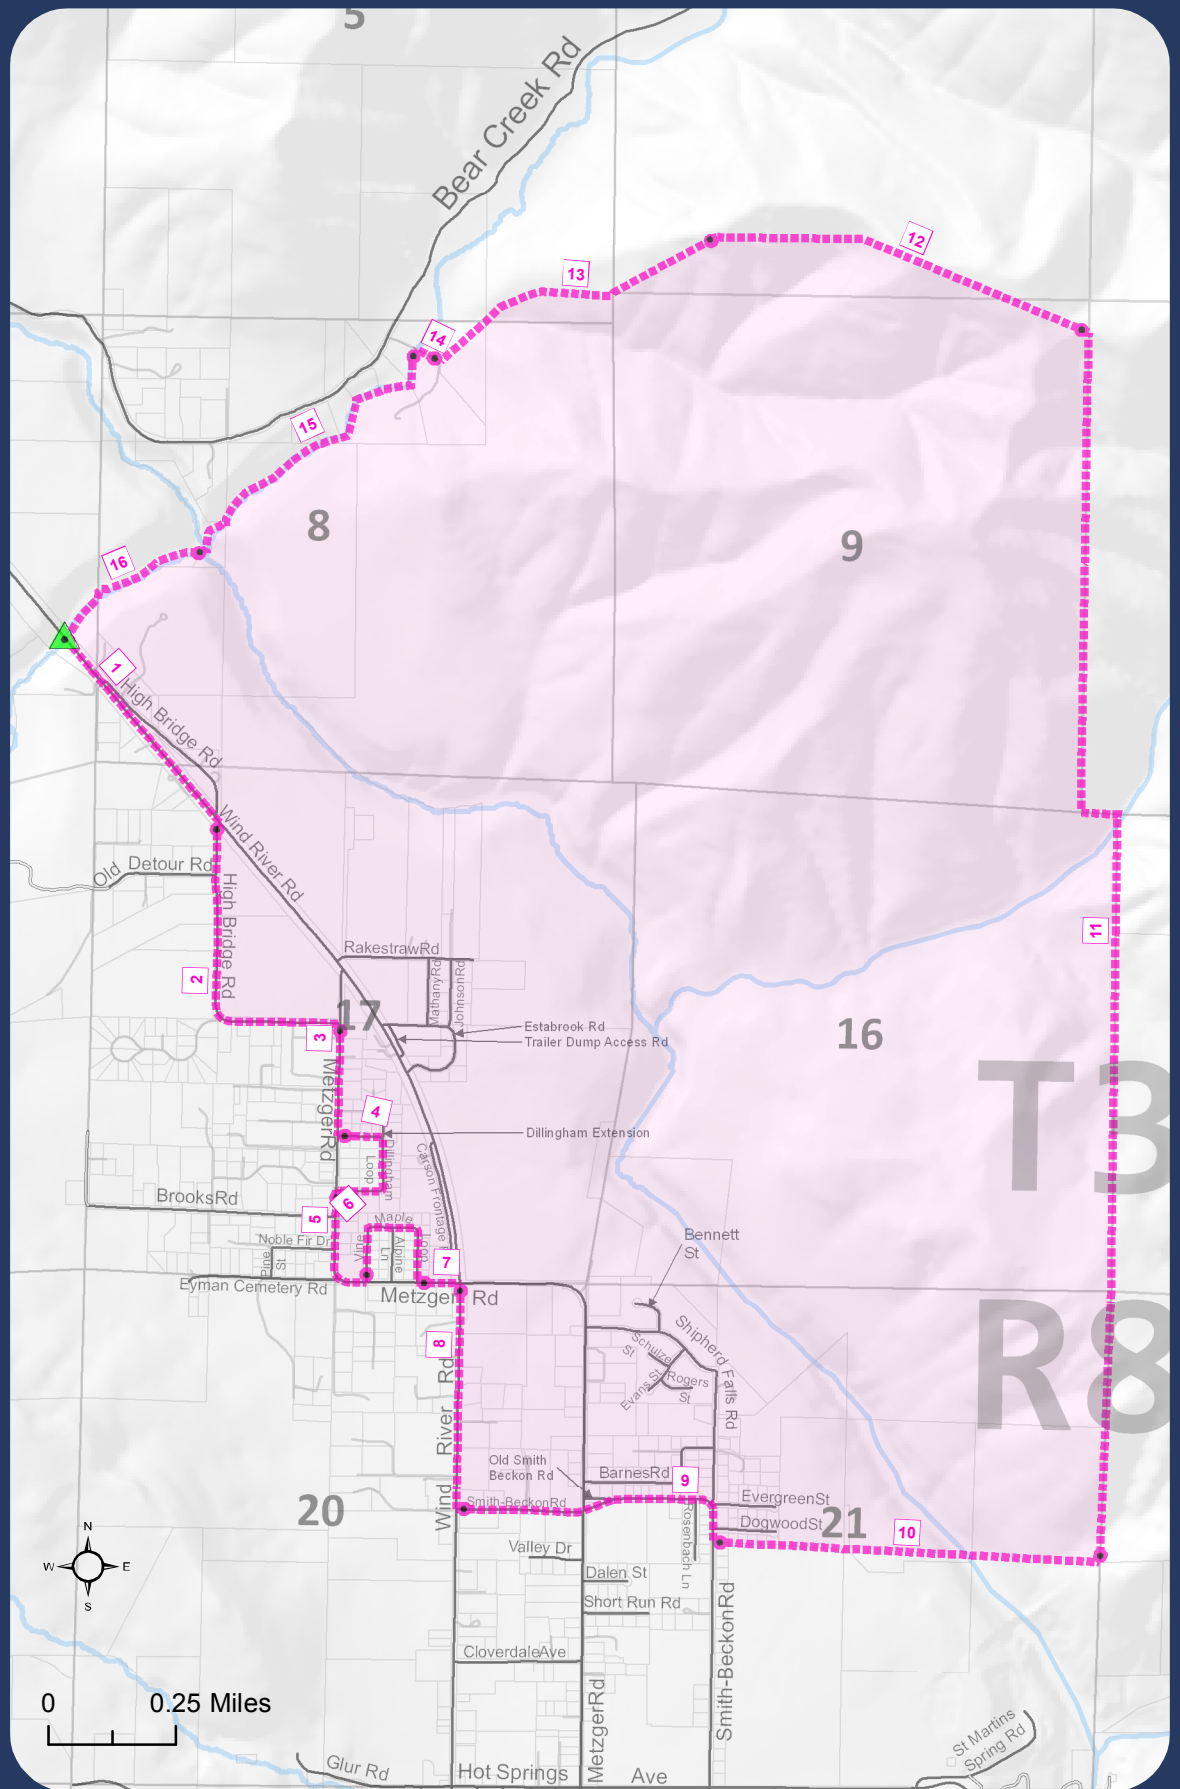 5
Bear Creek Rd
12
13
14
15
8
9
16
1
High Bridge Rd
Wind River Rd
Old
Detour Rd
High Bridge Rd
2
RakestrawRd
MathanyRd
JohnsonRd
17
3
Estabrook Rd
Trailer Dump Access Rd
16
11
T3
MetzgerRd
4
Dillingham Extension
Dillingham
Loop
Carson Frontage
BrooksRd
6
5
Maple
Noble Fir Dr
Pine
St
Vine
Alpine
Ln
Loop
7
Bennett
St
Eyman Cemetery Rd
Metzger Rd
R8
8
Shipherd Falls Rd
Schulze
St
Rogers
St
Evans St
Wind River Rd
Old Smith
Beckon Rd
BarnesRd
9
Smith-BeckonRd
EvergreenSt
DogwoodSt
20
21
10
Rosenbach Ln
N
W
E
S
Valley Dr
Dalen St
Short Run Rd
Smith-BeckonRd
CloverdaleAve
MetzgerRd
0
0.25 Miles
St Martins
Spring Rd
Glur Rd
Hot Springs
Ave